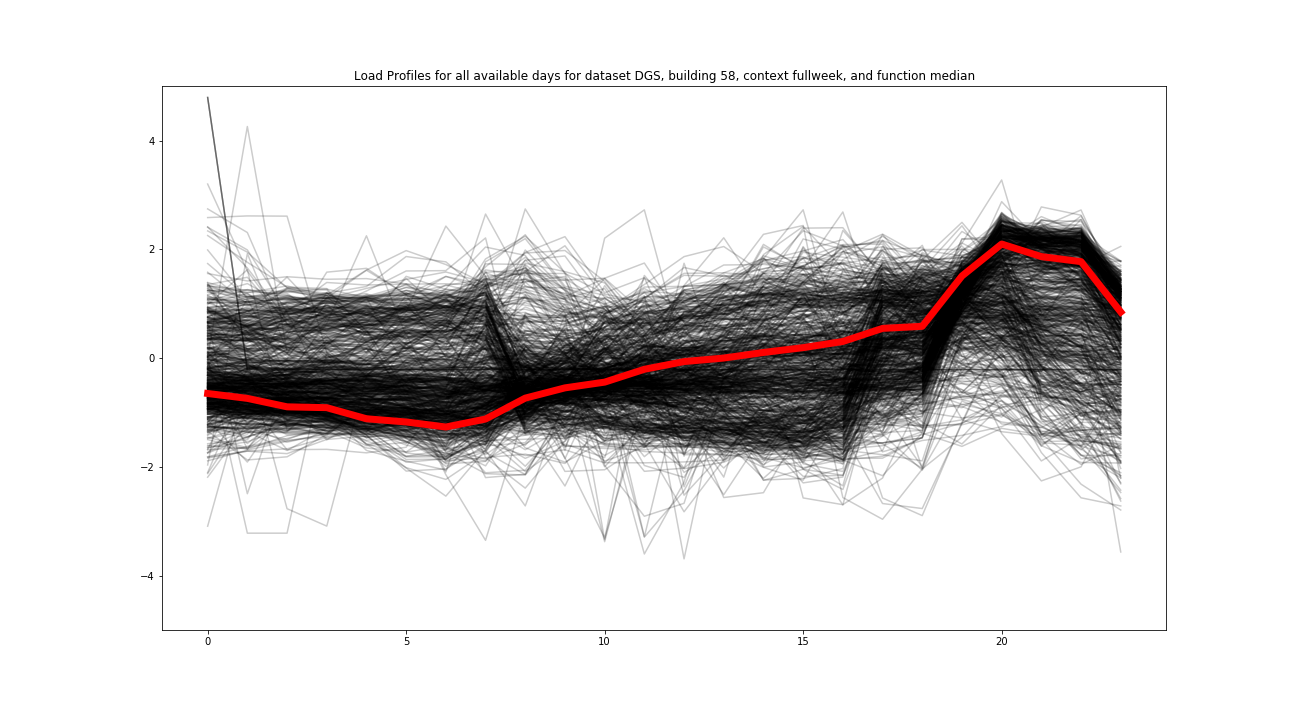 Load Profiles for all available days for dataset DGS, building 58, context fullweek, and function median
4
2
0
−2
−4
0 5 10 15 20